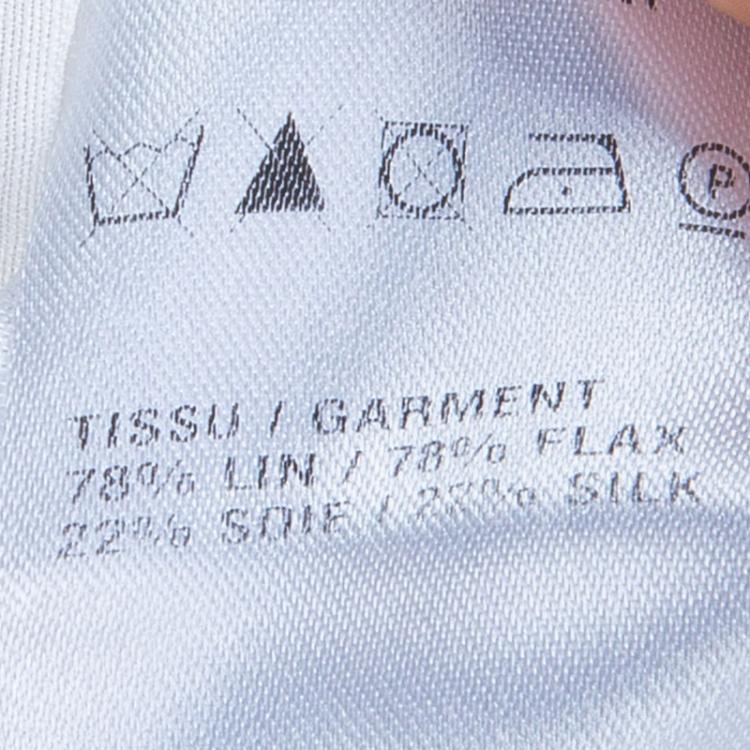 P
TISSU / GARMENT
78% LIN / 78% FLAX
22% SOIE / 22% SILK